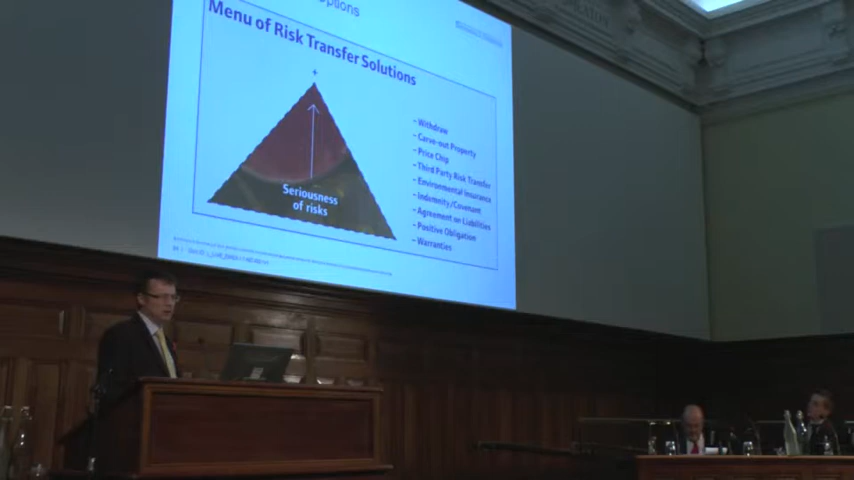 Options
Menu of Risk Transfer Solutions
+
Seriousness
of risks
- Withdraw
- Carve-out Property
- Price Chip
- Third Party Risk Transfer
- Environmental Insurance
- Indemnity/Covenant
- Agreement on Liabilities
- Positive Obligation
- Warranties